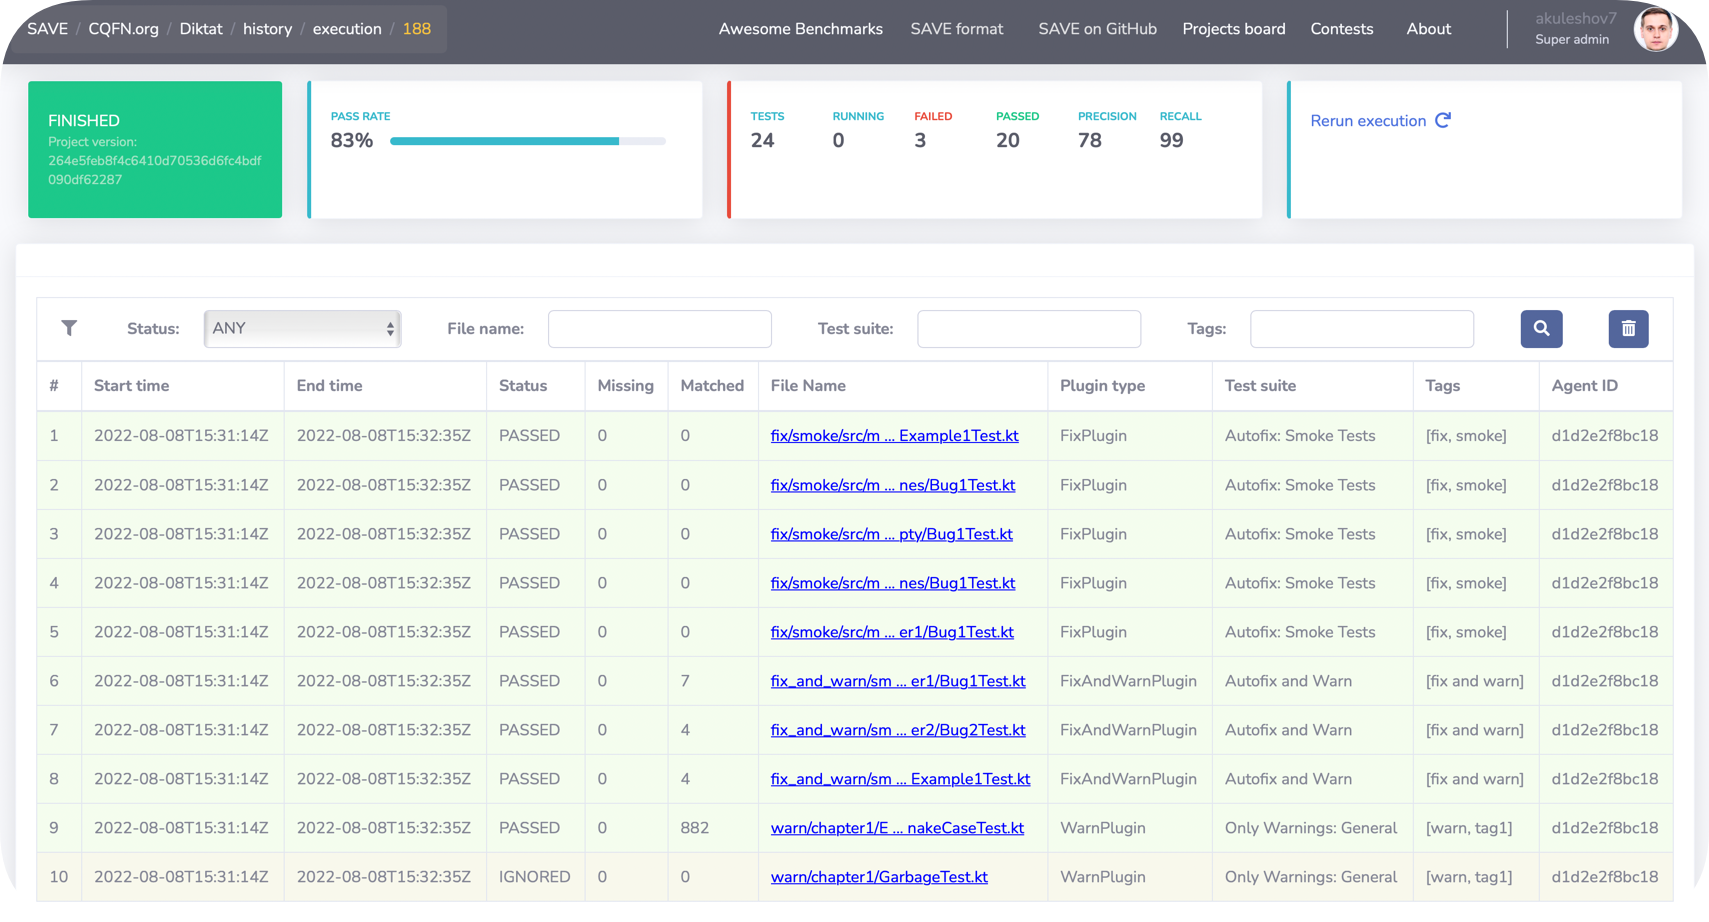 SAVE / CQFN.org / Diktat / history / execution / 188 Awesome Benchmarks SAVE format SAVE on GitHub Projects board Contests About akuleshov7
Super admin
FINISHED
Project version:
264e5feb8f4c6410d70536d6fc4bdf
090df62287
PASS RATE
83%
TESTS RUNNING FAILED PASSED PRECISION RECALL
24 0 3 20 78 99
Rerun execution
Status: ANY File name: Test suite: Tags:
# Start time End time Status Missing Matched File Name Plugin type Test suite Tags Agent ID
1 2022-08-08T15:31:14Z 2022-08-08T15:32:35Z PASSED 0 0 fix/smoke/src/m ... Example1Test.kt FixPlugin Autofix: Smoke Tests [fix, smoke] d1d2e2f8bc18
2 2022-08-08T15:31:14Z 2022-08-08T15:32:35Z PASSED 0 0 fix/smoke/src/m ... nes/Bug1Test.kt FixPlugin Autofix: Smoke Tests [fix, smoke] d1d2e2f8bc18
3 2022-08-08T15:31:14Z 2022-08-08T15:32:35Z PASSED 0 0 fix/smoke/src/m ... pty/Bug1Test.kt FixPlugin Autofix: Smoke Tests [fix, smoke] d1d2e2f8bc18
4 2022-08-08T15:31:14Z 2022-08-08T15:32:35Z PASSED 0 0 fix/smoke/src/m ... nes/Bug1Test.kt FixPlugin Autofix: Smoke Tests [fix, smoke] d1d2e2f8bc18
5 2022-08-08T15:31:14Z 2022-08-08T15:32:35Z PASSED 0 0 fix/smoke/src/m ... er1/Bug1Test.kt FixPlugin Autofix: Smoke Tests [fix, smoke] d1d2e2f8bc18
6 2022-08-08T15:31:14Z 2022-08-08T15:32:35Z PASSED 0 7 fix_and_warn/sm ... er1/Bug1Test.kt FixAndWarnPlugin Autofix and Warn [fix and warn] d1d2e2f8bc18
7 2022-08-08T15:31:14Z 2022-08-08T15:32:35Z PASSED 0 4 fix_and_warn/sm ... er2/Bug2Test.kt FixAndWarnPlugin Autofix and Warn [fix and warn] d1d2e2f8bc18
8 2022-08-08T15:31:14Z 2022-08-08T15:32:35Z PASSED 0 4 fix_and_warn/sm ... Example1Test.kt FixAndWarnPlugin Autofix and Warn [fix and warn] d1d2e2f8bc18
9 2022-08-08T15:31:14Z 2022-08-08T15:32:35Z PASSED 0 882 warn/chapter1/E ... nakeCaseTest.kt WarnPlugin Only Warnings: General [warn, tag1] d1d2e2f8bc18
10 2022-08-08T15:31:14Z 2022-08-08T15:32:35Z IGNORED 0 0 warn/chapter1/GarbageTest.kt WarnPlugin Only Warnings: General [warn, tag1] d1d2e2f8bc18